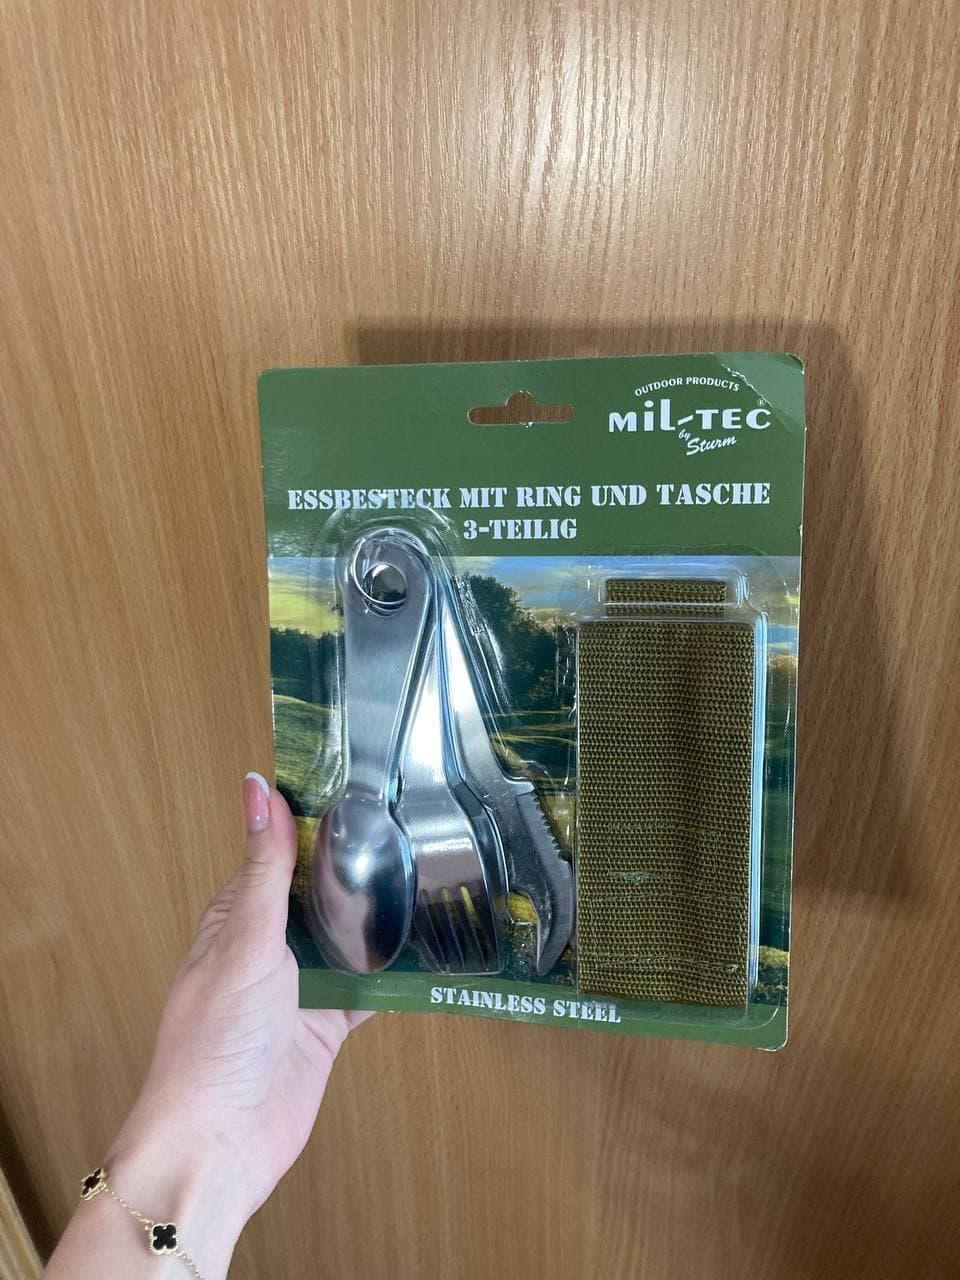 OUTDOOR PRODUCTS
MiL-TEC®
by Sturm
ESSBESTECK MIT RING UND TASCHE
3-TEILIG
STAINLESS STEEL